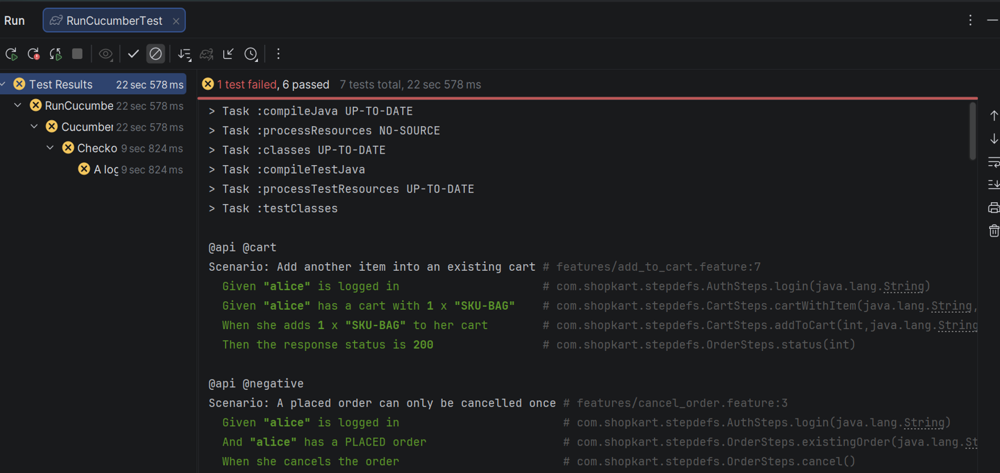 Run RunCucumberTest
Test Results 22 sec 578 ms
1 test failed, 6 passed 7 tests total, 22 sec 578 ms
RunCucumbe 22 sec 578 ms
Cucumber 22 sec 578 ms
Checko 9 sec 824 ms
A log 9 sec 824 ms
> Task :compileJava UP-TO-DATE
> Task :processResources NO-SOURCE
> Task :classes UP-TO-DATE
> Task :compileTestJava
> Task :processTestResources UP-TO-DATE
> Task :testClasses
@api @cart
Scenario: Add another item into an existing cart # features/add_to_cart.feature:7
Given "alice" is logged in # com.shopkart.stepdefs.AuthSteps.login(java.lang.String)
Given "alice" has a cart with 1 x "SKU-BAG" # com.shopkart.stepdefs.CartSteps.cartWithItem(java.lang.String,
When she adds 1 x "SKU-BAG" to her cart # com.shopkart.stepdefs.CartSteps.addToCart(int,java.lang.String
Then the response status is 200 # com.shopkart.stepdefs.OrderSteps.status(int)
@api @negative
Scenario: A placed order can only be cancelled once # features/cancel_order.feature:3
Given "alice" is logged in # com.shopkart.stepdefs.AuthSteps.login(java.lang.String)
And "alice" has a PLACED order # com.shopkart.stepdefs.OrderSteps.existingOrder(java.lang.St
When she cancels the order # com.shopkart.stepdefs.OrderSteps.cancel()